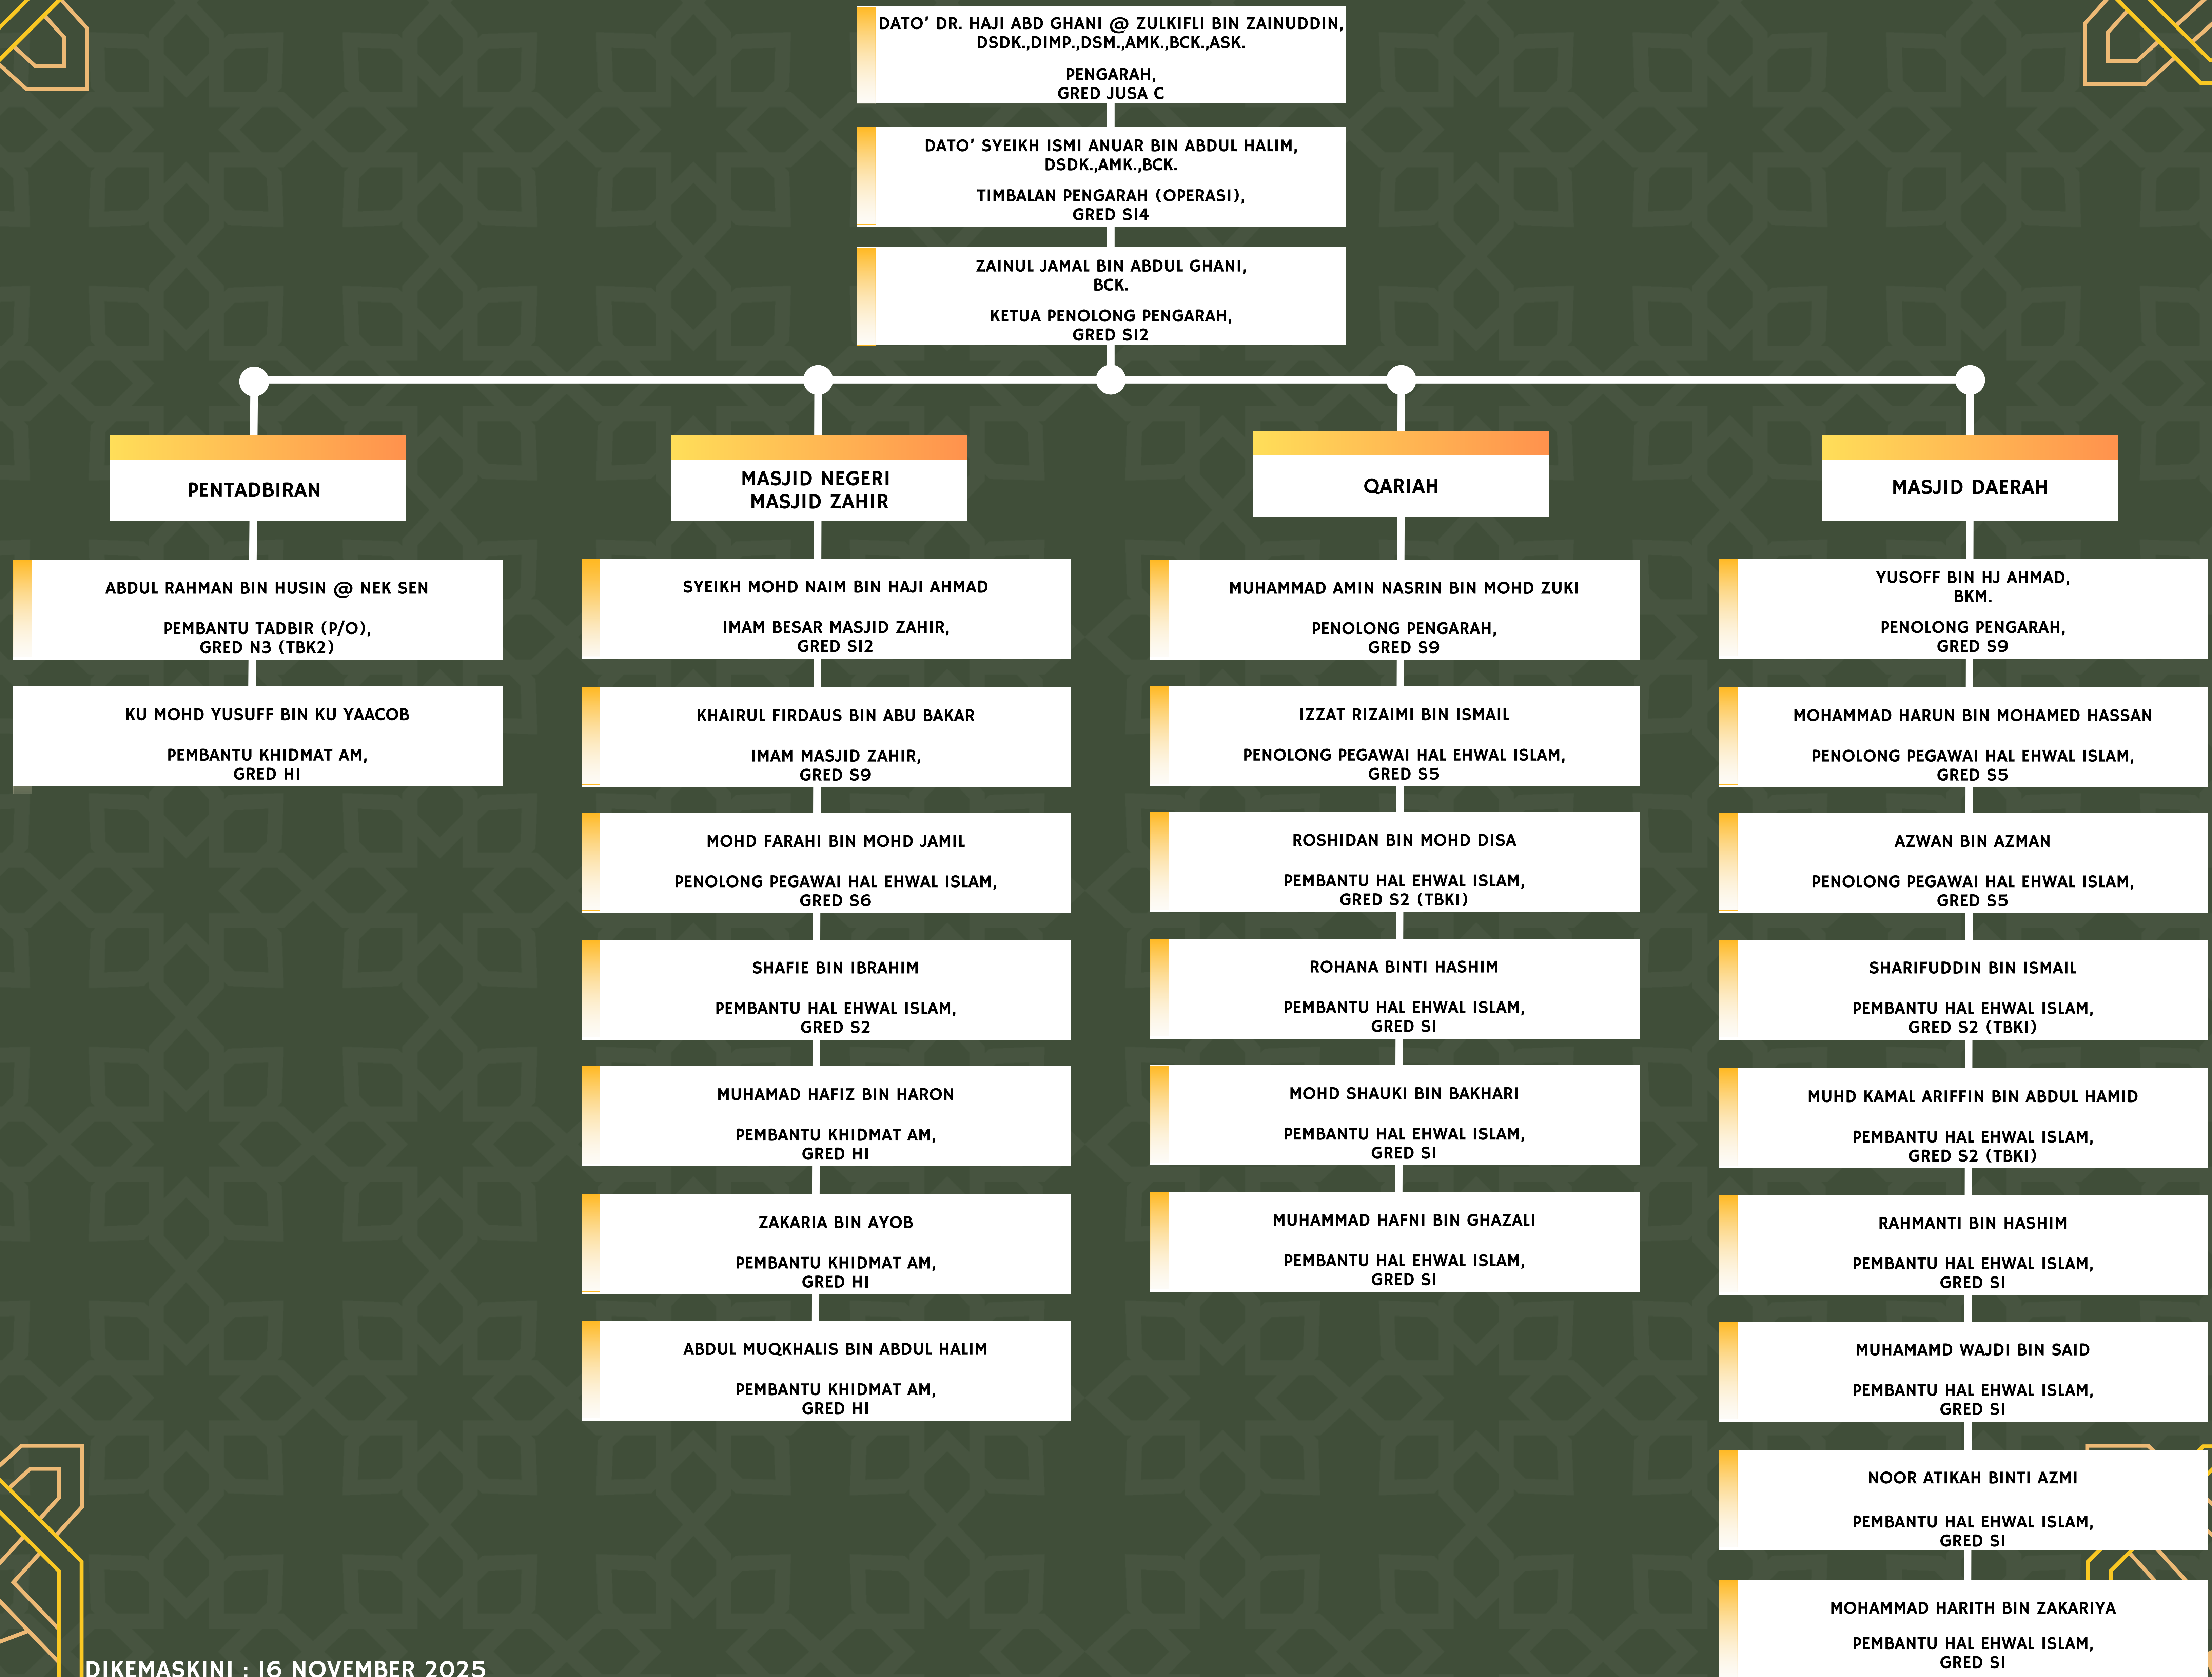 DATO' DR. HAJI ABD GHANI @ ZULKIFLI BIN ZAINUDDIN,
DSDK.,DIMP.,DSM.,AMK.,BCK.,ASK.
PENGARAH,
GRED JUSA C
DATO' SYEIKH ISMI ANUAR BIN ABDUL HALIM,
DSDK.,AMK.,BCK.
TIMBALAN PENGARAH (OPERASI),
GRED S14
ZAINUL JAMAL BIN ABDUL GHANI,
BCK.
KETUA PENOLONG PENGARAH,
GRED S12
PENTADBIRAN
ABDUL RAHMAN BIN HUSIN @ NEK SEN
PEMBANTU TADBIR (P/O),
GRED N3 (TBK2)
KU MOHD YUSUFF BIN KU YAACOB
PEMBANTU KHIDMAT AM,
GRED H1
MASJID NEGERI
MASJID ZAHIR
SYEIKH MOHD NAIM BIN HAJI AHMAD
IMAM BESAR MASJID ZAHIR,
GRED S12
KHAIRUL FIRDAUS BIN ABU BAKAR
IMAM MASJID ZAHIR,
GRED S9
MOHD FARAHI BIN MOHD JAMIL
PENOLONG PEGAWAI HAL EHWAL ISLAM,
GRED S6
SHAFIE BIN IBRAHIM
PEMBANTU HAL EHWAL ISLAM,
GRED S2
MUHAMAD HAFIZ BIN HARON
PEMBANTU KHIDMAT AM,
GRED H1
ZAKARIA BIN AYOB
PEMBANTU KHIDMAT AM,
GRED H1
ABDUL MUQKHALIS BIN ABDUL HALIM
PEMBANTU KHIDMAT AM,
GRED H1
QARIAH
MUHAMMAD AMIN NASRIN BIN MOHD ZUKI
PENOLONG PENGARAH,
GRED S9
IZZAT RIZAIMI BIN ISMAIL
PENOLONG PEGAWAI HAL EHWAL ISLAM,
GRED S5
ROSHIDAN BIN MOHD DISA
PEMBANTU HAL EHWAL ISLAM,
GRED S2 (TBK1)
ROHANA BINTI HASHIM
PEMBANTU HAL EHWAL ISLAM,
GRED S1
MOHD SHAUKI BIN BAKHARI
PEMBANTU HAL EHWAL ISLAM,
GRED S1
MUHAMMAD HAFNI BIN GHAZALI
PEMBANTU HAL EHWAL ISLAM,
GRED S1
MASJID DAERAH
YUSOFF BIN HJ AHMAD,
BKM.
PENOLONG PENGARAH,
GRED S9
MOHAMMAD HARUN BIN MOHAMED HASSAN
PENOLONG PEGAWAI HAL EHWAL ISLAM,
GRED S5
AZWAN BIN AZMAN
PENOLONG PEGAWAI HAL EHWAL ISLAM,
GRED S5
SHARIFUDDIN BIN ISMAIL
PEMBANTU HAL EHWAL ISLAM,
GRED S2 (TBK1)
MUHD KAMAL ARIFFIN BIN ABDUL HAMID
PEMBANTU HAL EHWAL ISLAM,
GRED S2 (TBK1)
RAHMANTI BIN HASHIM
PEMBANTU HAL EHWAL ISLAM,
GRED S1
MUHAMAMD WAJDI BIN SAID
PEMBANTU HAL EHWAL ISLAM,
GRED S1
NOOR ATIKAH BINTI AZMI
PEMBANTU HAL EHWAL ISLAM,
GRED S1
MOHAMMAD HARITH BIN ZAKARIYA
PEMBANTU HAL EHWAL ISLAM,
GRED S1
DIKEMASKINI : 16 NOVEMBER 2025